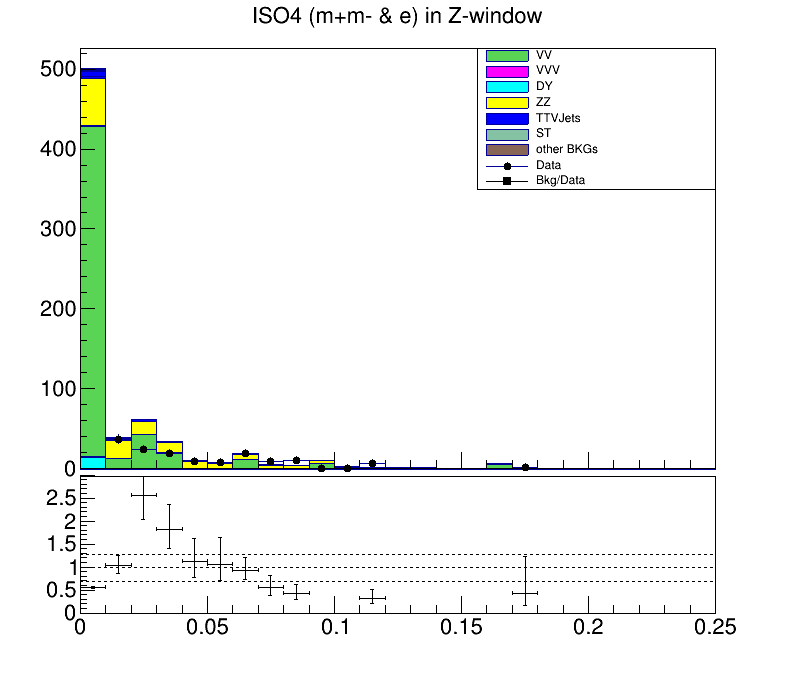 ISO4 (m+m- & e) in Z-window
VV
VVV
DY
ZZ
TTVJets
ST
other BKGs
Data
Bkg/Data
500
400
300
200
100
0
2.5
2
1.5
1
0.5
0
0 0.05 0.1 0.15 0.2 0.25